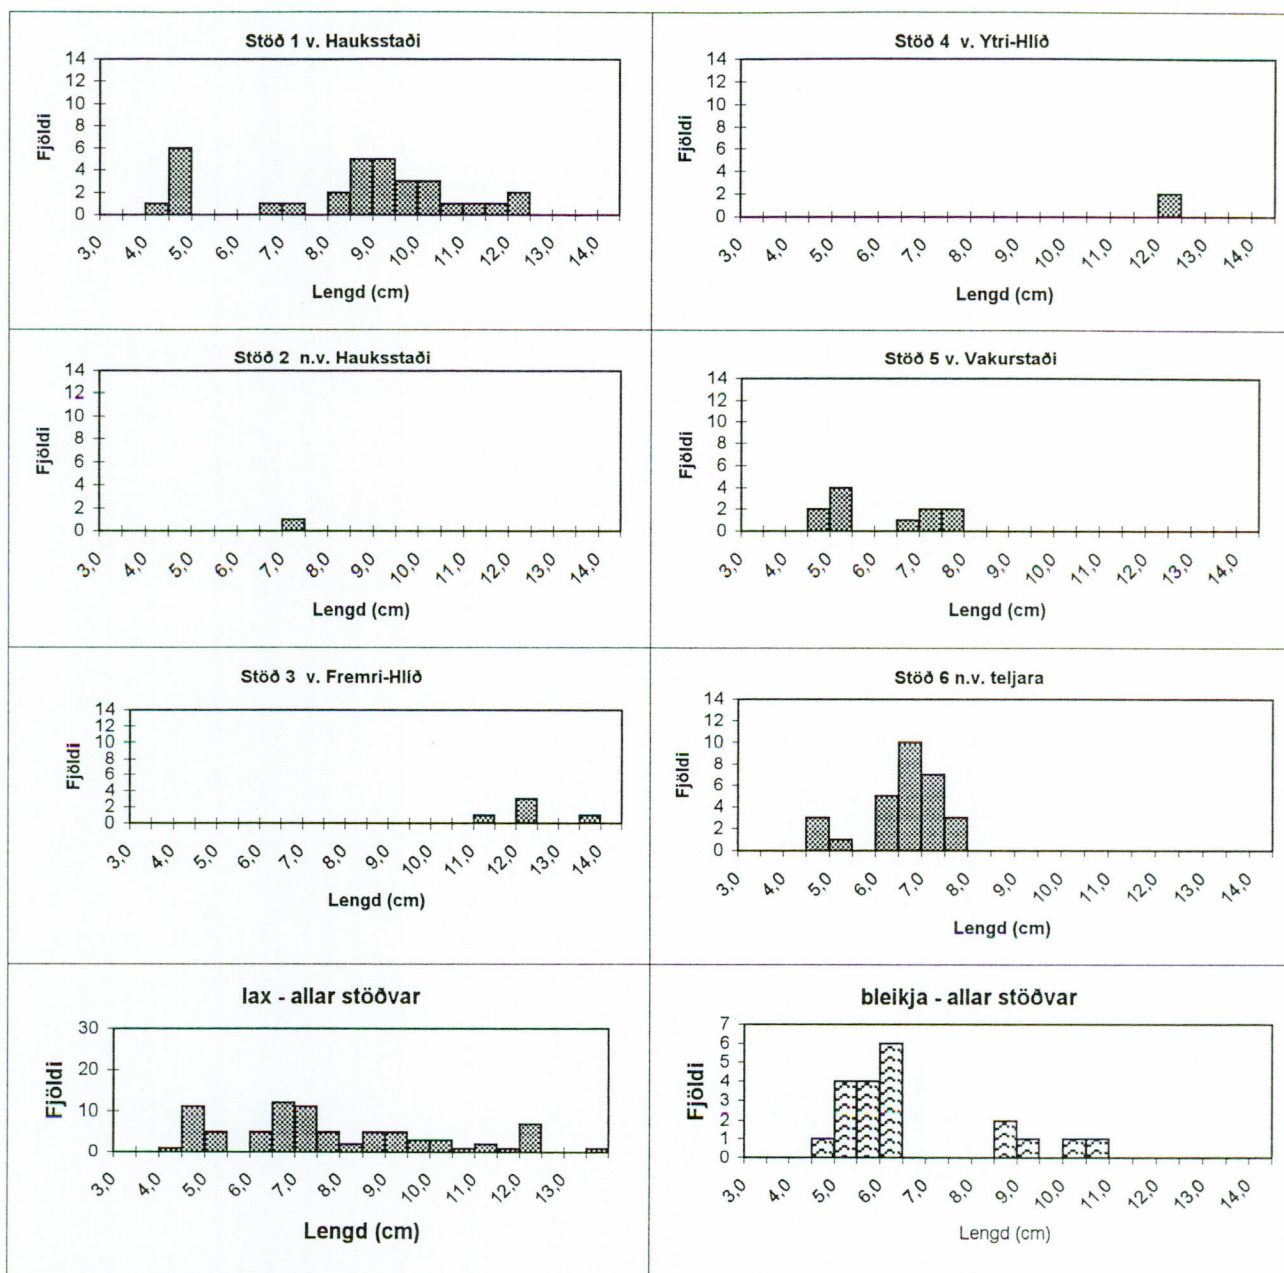 Stöð 1 v. Hauksstaði
14
12
10
8
6
4
2
0
Fjöldi
3,0 4,0 5,0 6,0 7,0 8,0 9,0 10,0 11,0 12,0 13,0 14,0
Lengd (cm)
Stöð 4 v. Ytri-Hlíð
14
12
10
8
6
4
2
0
Fjöldi
3,0 4,0 5,0 6,0 7,0 8,0 9,0 10,0 11,0 12,0 13,0 14,0
Lengd (cm)
Stöð 2 n.v. Hauksstaði
14
12
10
8
6
4
2
0
Fjöldi
3,0 4,0 5,0 6,0 7,0 8,0 9,0 10,0 11,0 12,0 13,0 14,0
Lengd (cm)
Stöð 5 v. Vakurstaði
14
12
10
8
6
4
2
0
Fjöldi
3,0 4,0 5,0 6,0 7,0 8,0 9,0 10,0 11,0 12,0 13,0 14,0
Lengd (cm)
Stöð 3 v. Fremri-Hlíð
14
12
10
8
6
4
2
0
Fjöldi
3,0 4,0 5,0 6,0 7,0 8,0 9,0 10,0 11,0 12,0 13,0 14,0
Lengd (cm)
Stöð 6 n.v. teljara
14
12
10
8
6
4
2
0
Fjöldi
3,0 4,0 5,0 6,0 7,0 8,0 9,0 10,0 11,0 12,0 13,0 14,0
Lengd (cm)
lax - allar stöðvar
30
20
10
0
Fjöldi
3,0 4,0 5,0 6,0 7,0 8,0 9,0 10,0 11,0 12,0 13,0
Lengd (cm)
bleikja - allar stöðvar
7
6
5
4
3
2
1
0
Fjöldi
3,0 4,0 5,0 6,0 7,0 8,0 9,0 10,0 11,0 12,0 13,0 14,0
Lengd (cm)